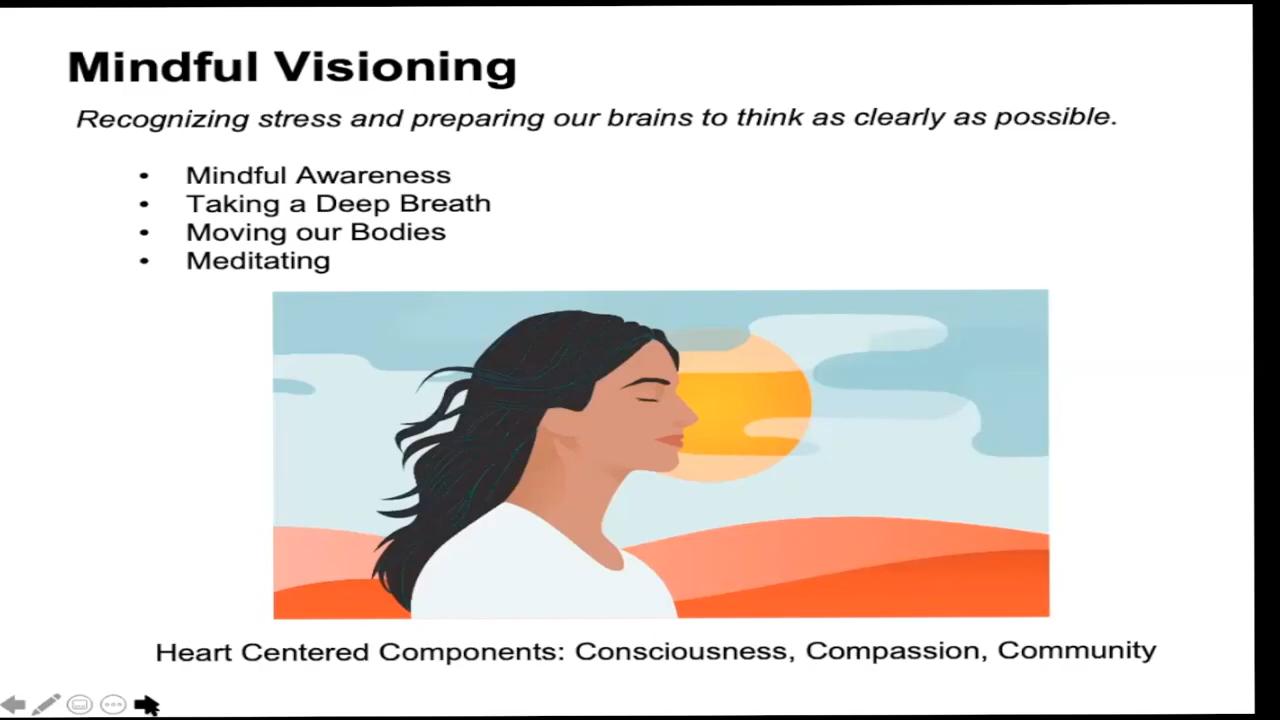 Mindful Visioning
Recognizing stress and preparing our brains to think as clearly as possible.
• Mindful Awareness
• Taking a Deep Breath
• Moving our Bodies
• Meditating
Heart Centered Components: Consciousness, Compassion, Community